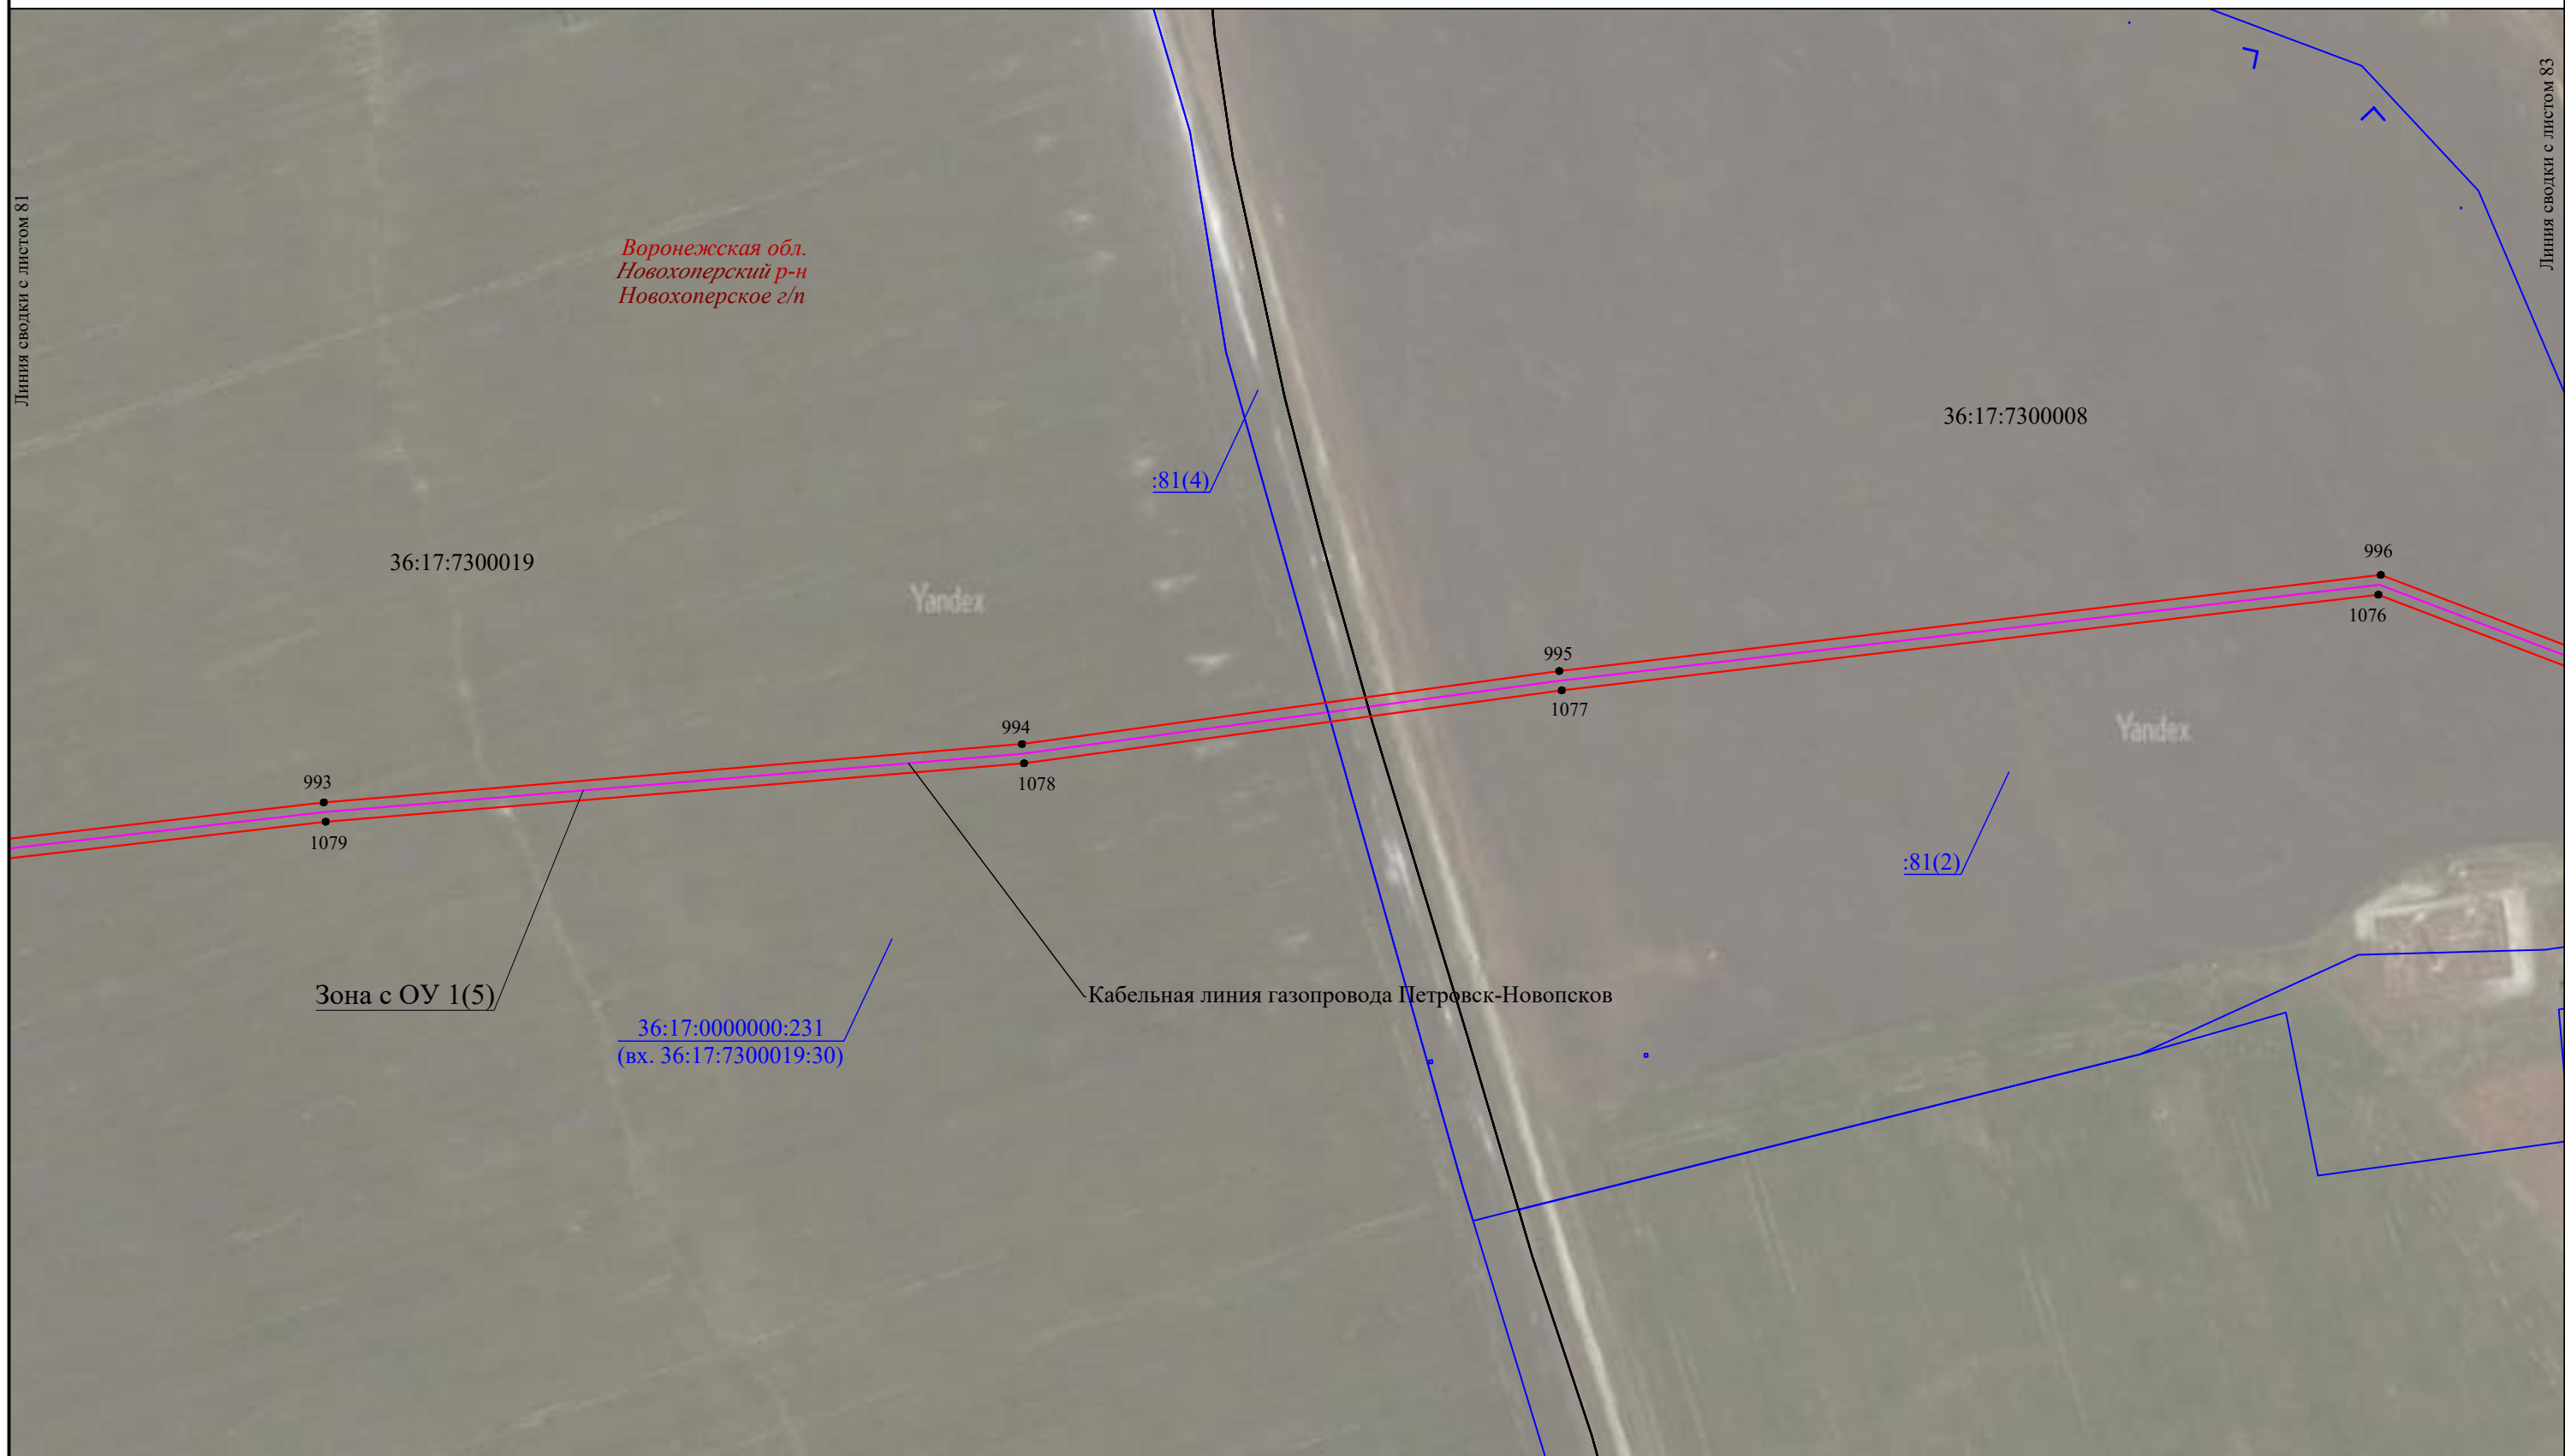 Линия сводки с листом 81
Линия сводки с листом 83
Воронежская обл.
Новохоперский р-н
Новохоперское г/п
36:17:7300008
:81(4)
36:17:7300019
Yandex
996
1076
995
1077
994
1078
Yandex
993
1079
:81(2)
Зона с ОУ 1(5)
Кабельная линия газопровода Петровск-Новопсков
36:17:0000000:231
(вх. 36:17:7300019:30)